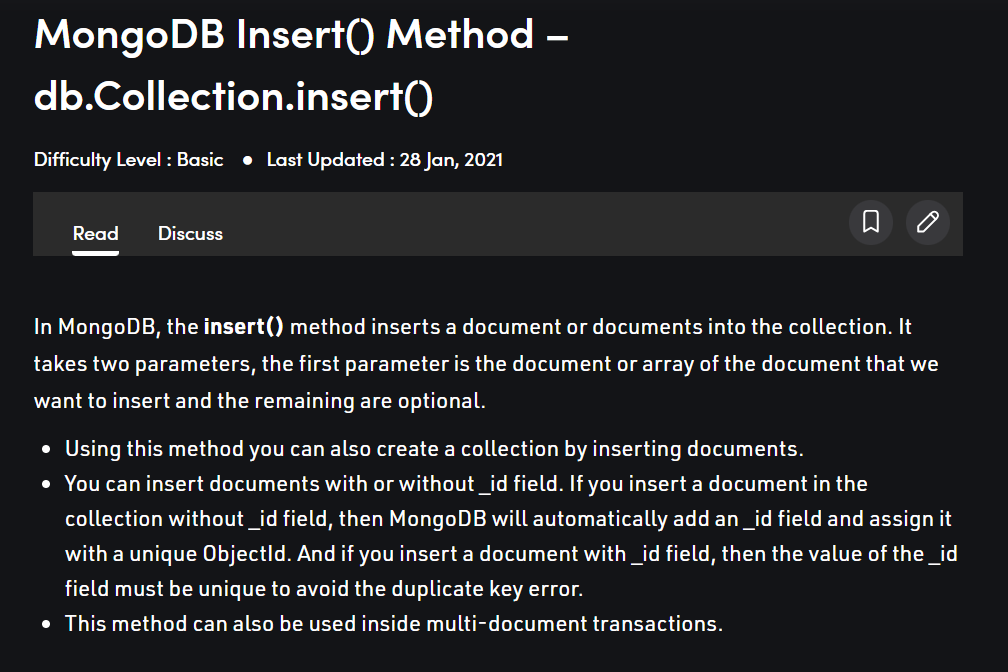 MongoDB Insert() Method –
db.Collection.insert()
Difficulty Level : Basic ● Last Updated : 28 Jan, 2021
Read Discuss
In MongoDB, the insert() method inserts a document or documents into the collection. It
takes two parameters, the first parameter is the document or array of the document that we
want to insert and the remaining are optional.
• Using this method you can also create a collection by inserting documents.
• You can insert documents with or without _id field. If you insert a document in the
collection without _id field, then MongoDB will automatically add an _id field and assign it
with a unique ObjectId. And if you insert a document with _id field, then the value of the _id
field must be unique to avoid the duplicate key error.
• This method can also be used inside multi-document transactions.